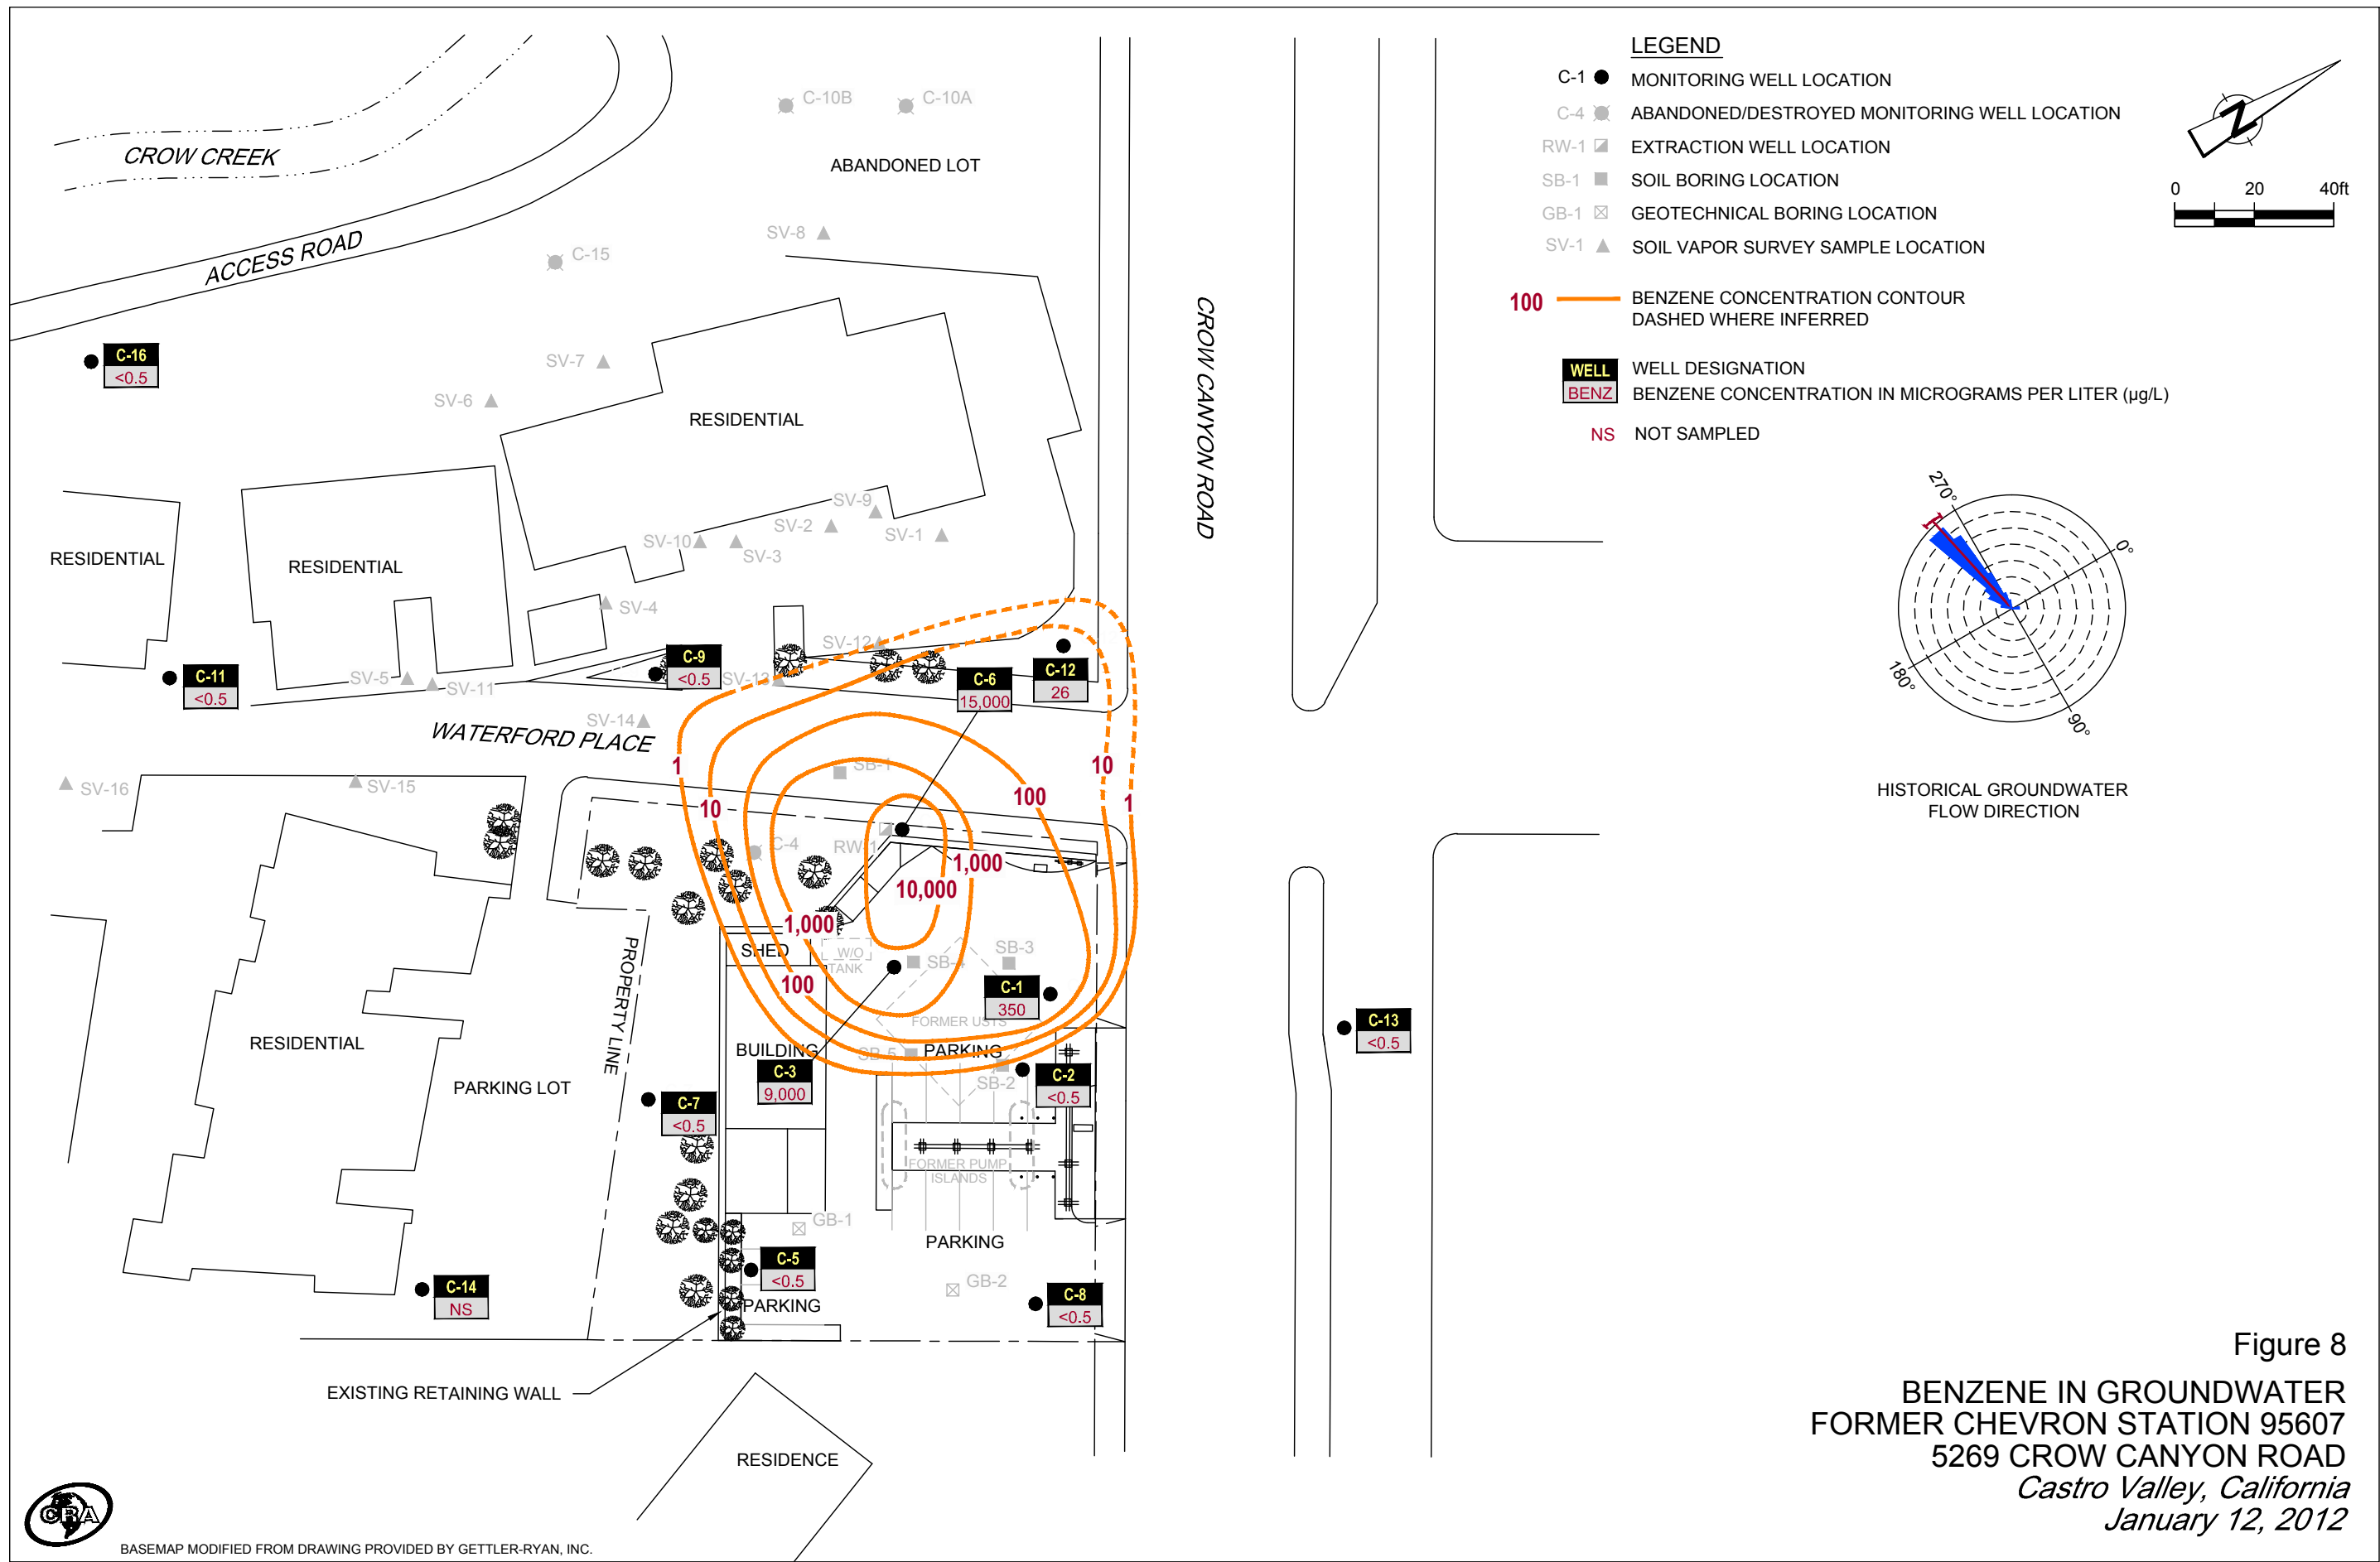 LEGEND
C-1 MONITORING WELL LOCATION
C-4 ABANDONED/DESTROYED MONITORING WELL LOCATION
RW-1 EXTRACTION WELL LOCATION
SB-1 SOIL BORING LOCATION
GB-1 GEOTECHNICAL BORING LOCATION
SV-1 SOIL VAPOR SURVEY SAMPLE LOCATION
100 BENZENE CONCENTRATION CONTOUR
DASHED WHERE INFERRED
WELL WELL DESIGNATION
BENZ BENZENE CONCENTRATION IN MICROGRAMS PER LITER (µg/L)
NS NOT SAMPLED
N
0 20 40ft
270°
0°
180°
90°
HISTORICAL GROUNDWATER
FLOW DIRECTION
C-10B
C-10A
CROW CREEK
ABANDONED LOT
ACCESS ROAD
SV-8
C-15
CROW CANYON ROAD
C-16
<0.5
SV-7
SV-6
RESIDENTIAL
SV-9
SV-2
SV-1
SV-10
SV-3
RESIDENTIAL
RESIDENTIAL
SV-4
SV-12
C-9
<0.5
SV-13
C-6
15,000
C-12
26
C-11
<0.5
SV-5
SV-11
SV-14
WATERFORD PLACE
1
SB-1
10
SV-16
SV-15
10
100
1
C-4
RW-1
1,000
10,000
1,000
SHED
W/O
TANK
SB-4
SB-3
100
C-1
350
FORMER USTS
PROPERTY LINE
C-13
<0.5
RESIDENTIAL
BUILDING
SB-5
PARKING
C-3
9,000
SB-2
C-2
<0.5
PARKING LOT
C-7
<0.5
FORMER PUMP
ISLANDS
GB-1
PARKING
C-5
<0.5
GB-2
C-14
NS
PARKING
C-8
<0.5
EXISTING RETAINING WALL
RESIDENCE
Figure 8
BENZENE IN GROUNDWATER
FORMER CHEVRON STATION 95607
5269 CROW CANYON ROAD
Castro Valley, California
January 12, 2012
CRA
BASEMAP MODIFIED FROM DRAWING PROVIDED BY GETTLER-RYAN, INC.